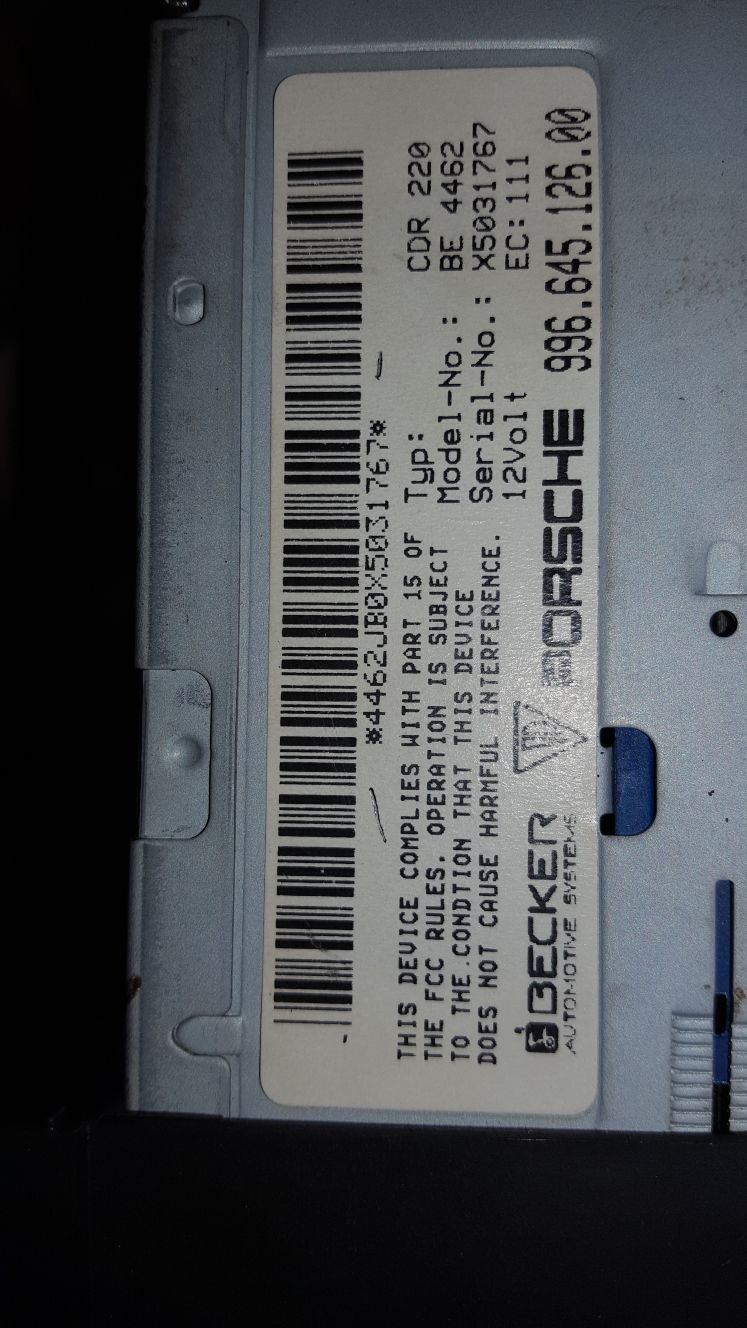 *4462JB0X5031767*
THIS DEVICE COMPLIES WITH PART 15 OF
THE FCC RULES. OPERATION IS SUBJECT
TO THE.CONDTION THAT THIS DEVICE
DOES NOT CAUSE HARMFUL INTERFERENCE.
Typ: CDR 220
Model-No.: BE 4462
Serial-No.: X5031767
12Volt EC:111
BECKER
AUTOMOTIVE SYSTEMS
PORSCHE 996.645.126.00